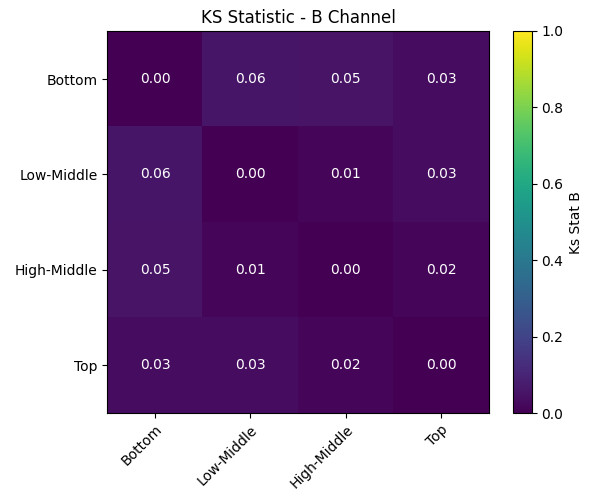 KS Statistic - B Channel
Bottom 0.00 0.06 0.05 0.03
Low-Middle 0.06 0.00 0.01 0.03
High-Middle 0.05 0.01 0.00 0.02
Top 0.03 0.03 0.02 0.00
Bottom Low-Middle High-Middle Top
1.0
0.8
0.6
0.4
0.2
0.0
Ks Stat B